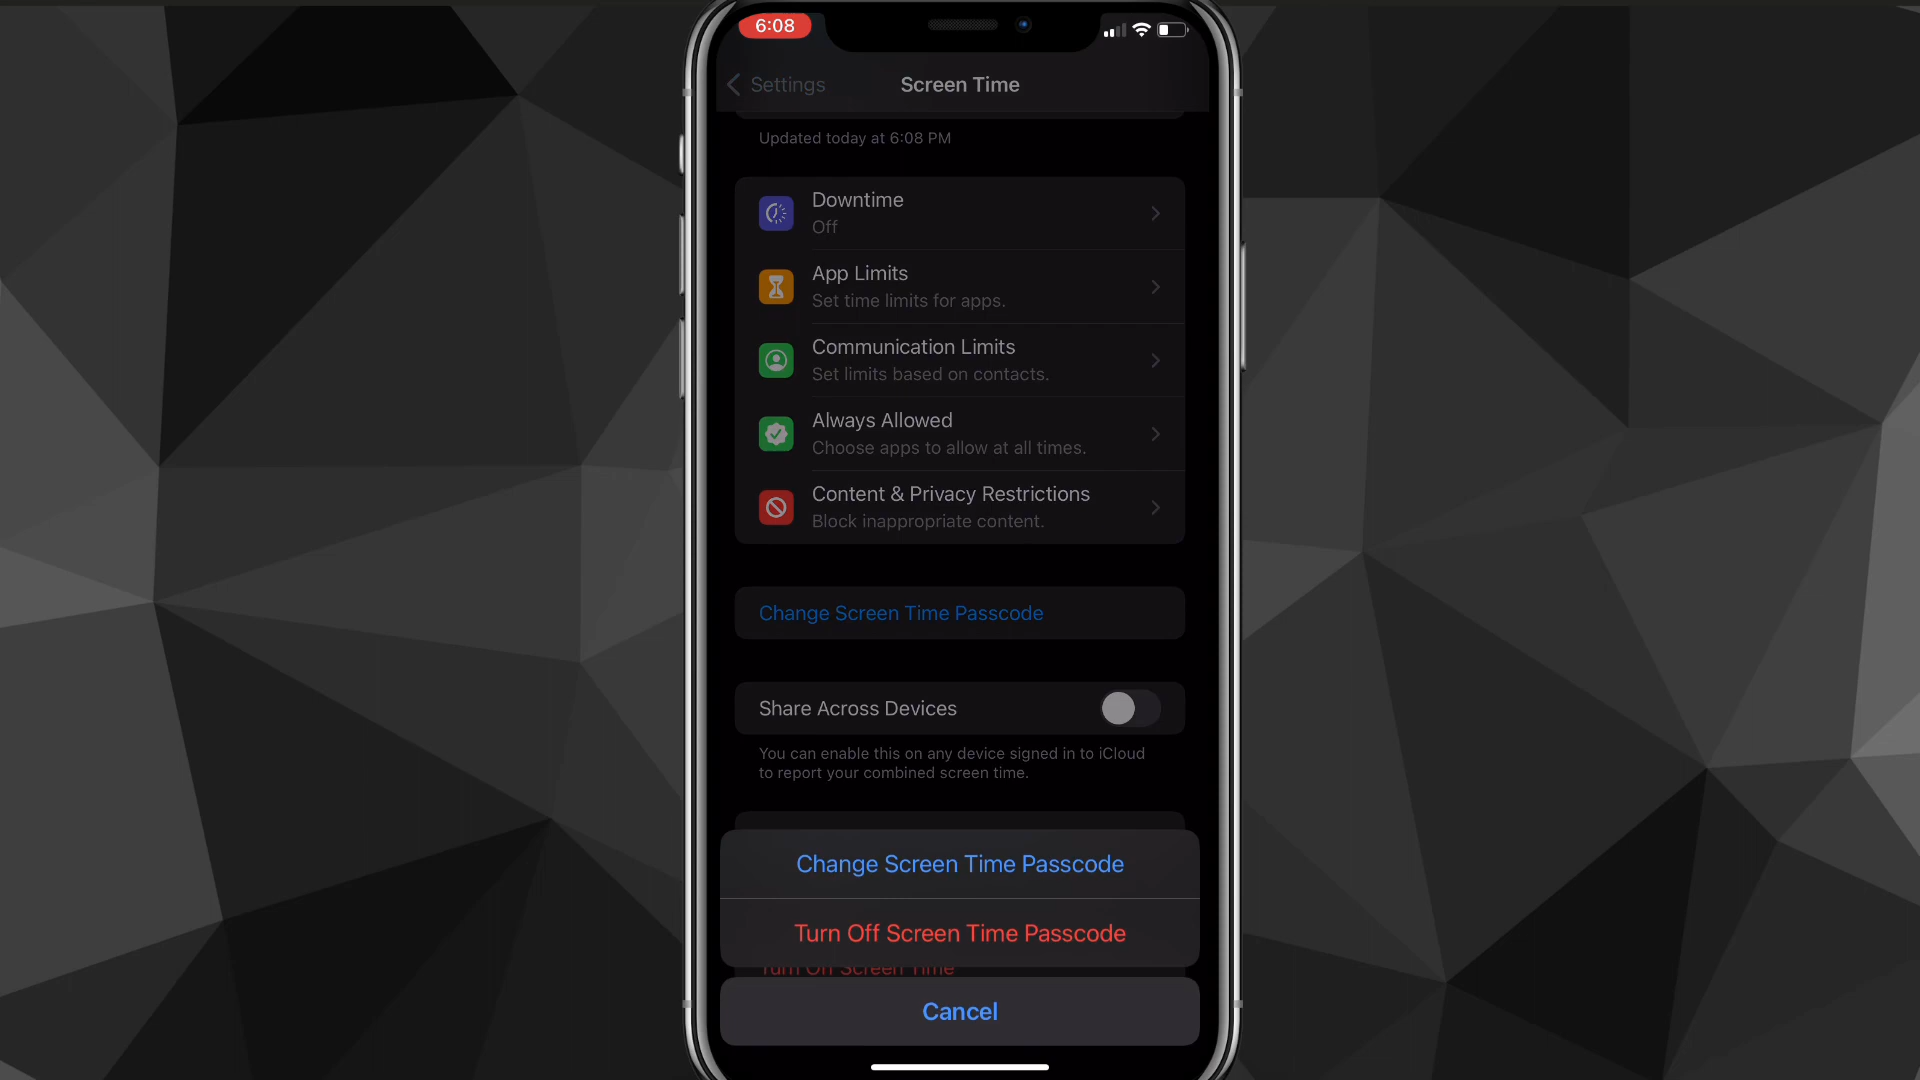 6:08
Settings
Screen Time
Updated today at 6:08 PM
Downtime
Off
App Limits
Set time limits for apps.
Communication Limits
Set limits based on contacts.
Always Allowed
Choose apps to allow at all times.
Content & Privacy Restrictions
Block inappropriate content.
Change Screen Time Passcode
Share Across Devices
You can enable this on any device signed in to iCloud
to report your combined screen time.
Change Screen Time Passcode
Turn Off Screen Time Passcode
Turn Off Screen Time
Cancel